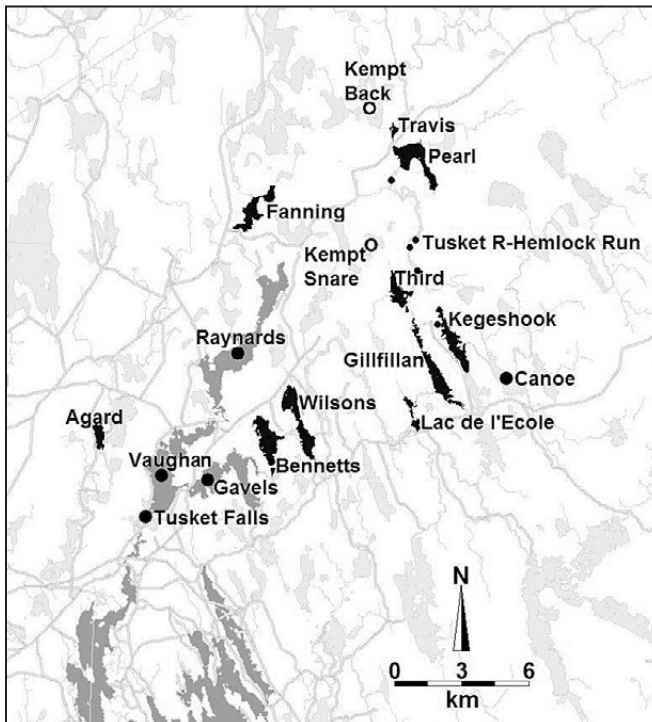 Kempt
Back
Travis
Pearl
Fanning
Kempt
Snare
Tusket R-Hemlock Run
Third
Kegeshook
Raynards
Gillfillan
Canoe
Wilsons
Agard
Lac de l'Ecole
Vaughan
Bennetts
Gavels
Tusket Falls
N
0 3 6
km